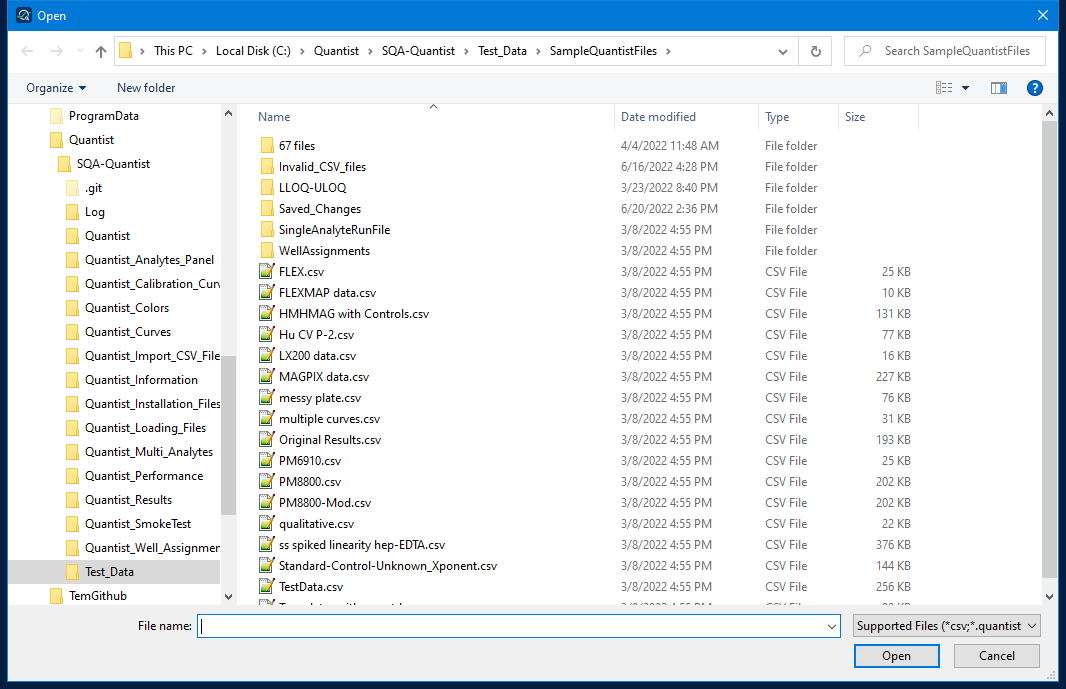 Open
This PC > Local Disk (C:) > Quantist > SQA-Quantist > Test_Data > SampleQuantistFiles >
Search SampleQuantistFiles
Organize New folder
ProgramData
Quantist
SQA-Quantist
.git
Log
Quantist
Quantist_Analytes_Panel
Quantist_Calibration_Curv
Quantist_Colors
Quantist_Curves
Quantist_Import_CSV_File
Quantist_Information
Quantist_Installation_Files
Quantist_Loading_Files
Quantist_Multi_Analytes
Quantist_Performance
Quantist_Results
Quantist_SmokeTest
Quantist_Well_Assignmer
Test_Data
TemGithub
Name Date modified Type Size
67 files 4/4/2022 11:48 AM File folder
Invalid_CSV_files 6/16/2022 4:28 PM File folder
LLOQ-ULOQ 3/23/2022 8:40 PM File folder
Saved_Changes 6/20/2022 2:36 PM File folder
SingleAnalyteRunFile 3/8/2022 4:55 PM File folder
WellAssignments 3/8/2022 4:55 PM File folder
FLEX.csv 3/8/2022 4:55 PM CSV File 25 KB
FLEXMAP data.csv 3/8/2022 4:55 PM CSV File 10 KB
HMHMAG with Controls.csv 3/8/2022 4:55 PM CSV File 131 KB
Hu CV P-2.csv 3/8/2022 4:55 PM CSV File 77 KB
LX200 data.csv 3/8/2022 4:55 PM CSV File 16 KB
MAGPIX data.csv 3/8/2022 4:55 PM CSV File 227 KB
messy plate.csv 3/8/2022 4:55 PM CSV File 76 KB
multiple curves.csv 3/8/2022 4:55 PM CSV File 31 KB
Original Results.csv 3/8/2022 4:55 PM CSV File 193 KB
PM6910.csv 3/8/2022 4:55 PM CSV File 25 KB
PM8800.csv 3/8/2022 4:55 PM CSV File 202 KB
PM8800-Mod.csv 3/8/2022 4:55 PM CSV File 202 KB
qualitative.csv 3/8/2022 4:55 PM CSV File 22 KB
ss spiked linearity hep-EDTA.csv 3/8/2022 4:55 PM CSV File 376 KB
Standard-Control-Unknown_Xponent.csv 3/8/2022 4:55 PM CSV File 144 KB
TestData.csv 3/8/2022 4:55 PM CSV File 256 KB
File name:
Supported Files (*csv;*.quantist
Open Cancel